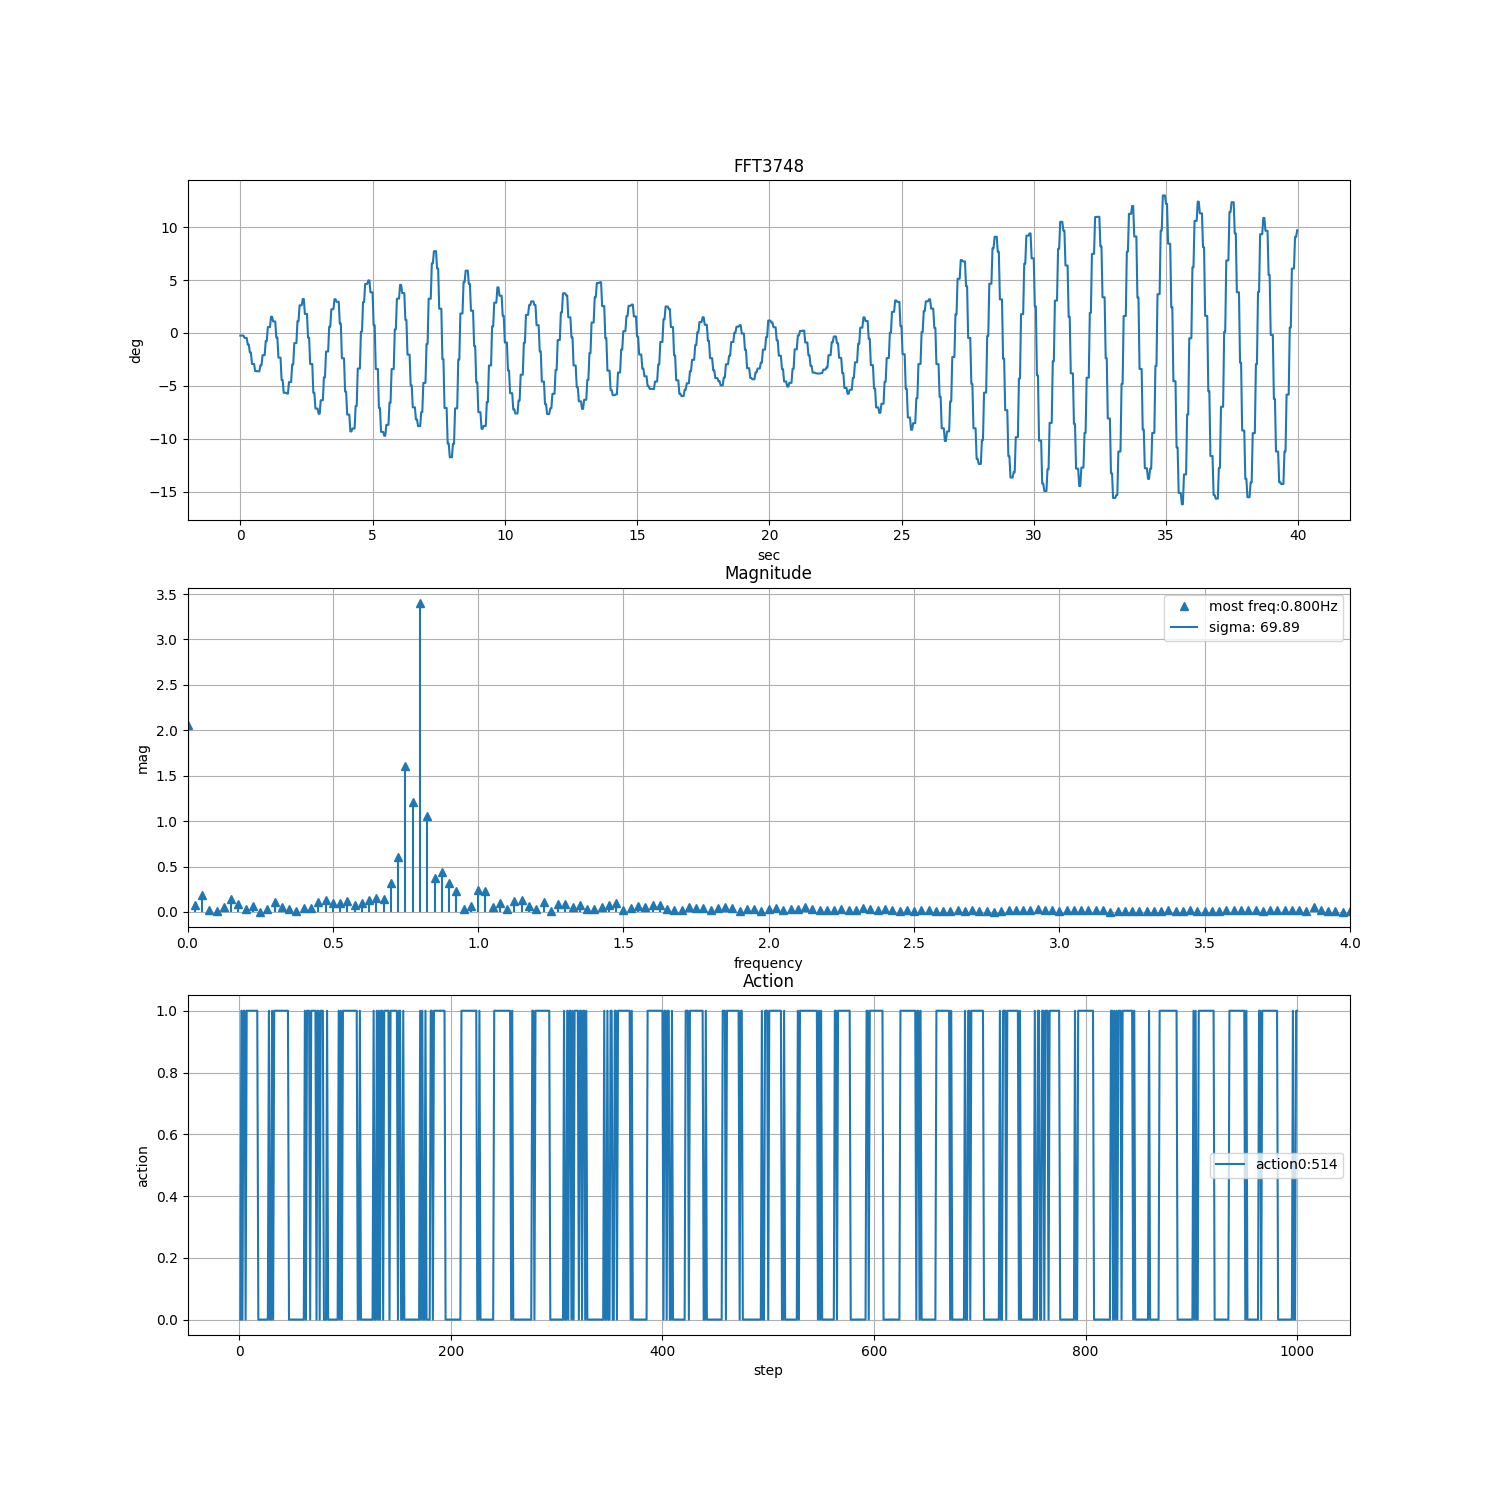 FFT3748
10
5
0
−5
−10
−15
deg
0 5 10 15 20 25 30 35 40
sec
Magnitude
3.5
3.0
2.5
2.0
1.5
1.0
0.5
0.0
mag
most freq:0.800Hz
sigma: 69.89
0.0 0.5 1.0 1.5 2.0 2.5 3.0 3.5 4.0
frequency
Action
1.0
0.8
0.6
0.4
0.2
0.0
action
action0:514
0 200 400 600 800 1000
step